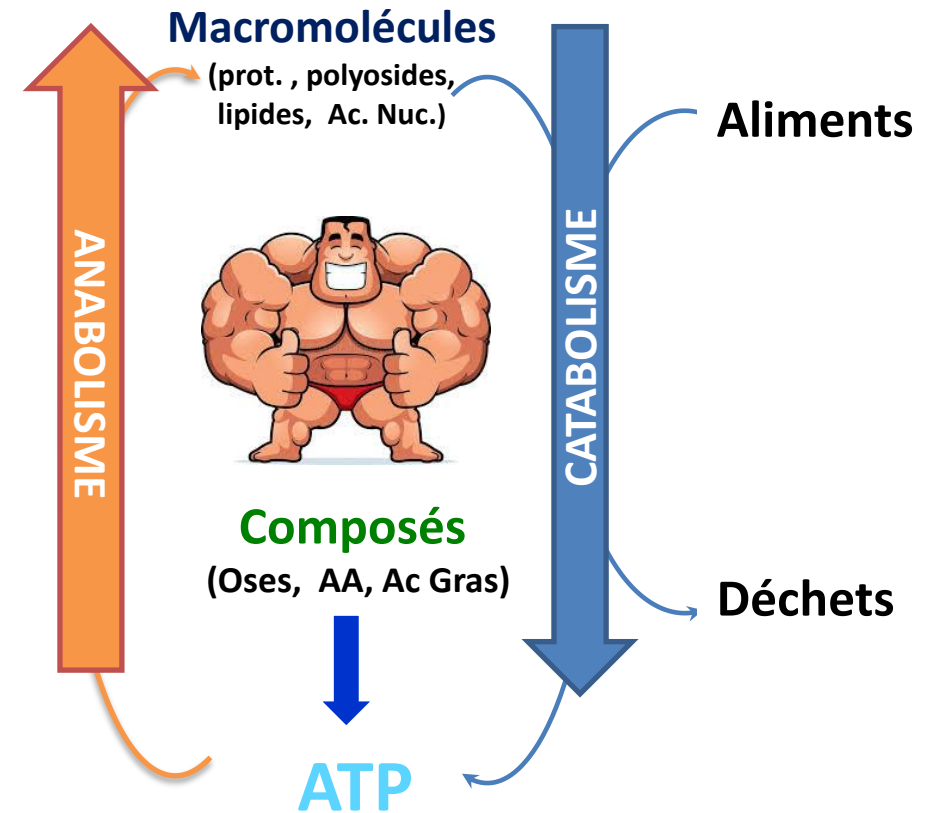 Macromolécules
(prot. , polyosides,
lipides, Ac. Nuc.)
Aliments
ANABOLISME
CATABOLISME
Composés
(Oses, AA, Ac Gras)
Déchets
ATP